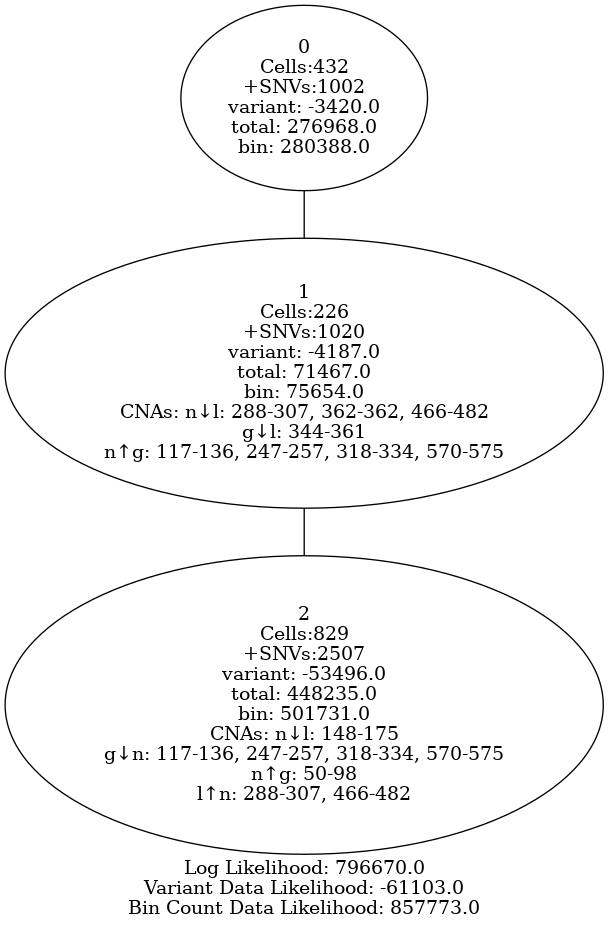 0
Cells:432
+SNVs:1002
variant: -3420.0
total: 276968.0
bin: 280388.0
1
Cells:226
+SNVs:1020
variant: -4187.0
total: 71467.0
bin: 75654.0
CNAs: n↓l: 288-307, 362-362, 466-482
g↓l: 344-361
n↑g: 117-136, 247-257, 318-334, 570-575
2
Cells:829
+SNVs:2507
variant: -53496.0
total: 448235.0
bin: 501731.0
CNAs: n↓l: 148-175
g↓n: 117-136, 247-257, 318-334, 570-575
n↑g: 50-98
l↑n: 288-307, 466-482
Log Likelihood: 796670.0
Variant Data Likelihood: -61103.0
Bin Count Data Likelihood: 857773.0